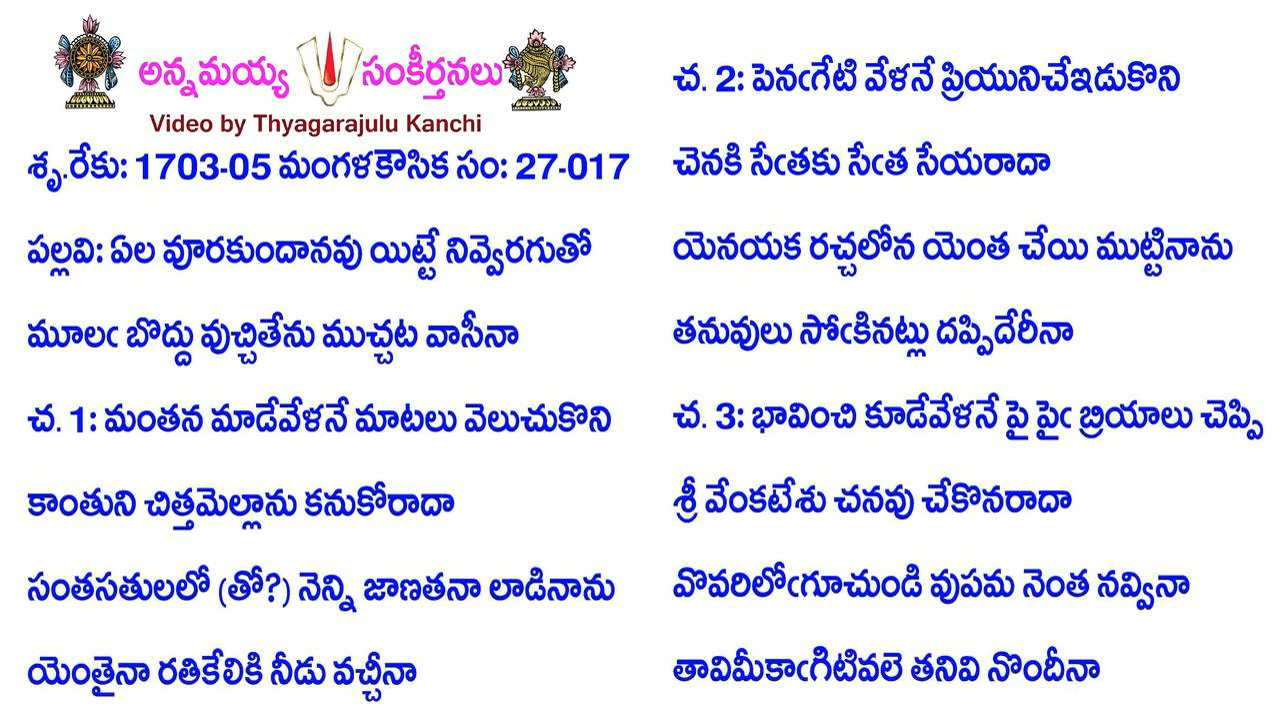 అన్నమయ్య సంకీర్తనలు
Video by Thyagarajulu Kanchi
శృ.రేకు: 1703-05 మంగళకౌసిక సం: 27-017
పల్లవి: ఏల వూరకుందానవు యిట్టే నివ్వెరగుతో
మూలఁ బొద్దు వుచ్చితేను ముచ్చట వాసీనా
చ. 1: మంతన మాడేవేళనే మాటలు వెలుచుకొని
కాంతుని చిత్తమెల్లాను కనుకోరాదా
సంతసతులలో (తో?) నెన్ని జాణతనా లాడినాను
యెంతైనా రతికేలికి నీడు వచ్చీనా
చ. 2: పెనఁగేటి వేళనే ప్రియునిచేఇడుకొని
చెనకి సేఁతకు సేఁత సేయరాదా
యెనయక రచ్చలోన యెంత చేయి ముట్టినాను
తనువులు సోఁకినట్లు దప్పిదేరీనా
చ. 3: భావించి కూడేవేళనే పై పైఁ బ్రియాలు చెప్పి
శ్రీ వేంకటేశు చనవు చేకొనరాదా
వొవరిలోఁగూచుండి వుపమ నెంత నవ్వినా
తావిమీకాఁగిటివలె తనివి నొందీనా